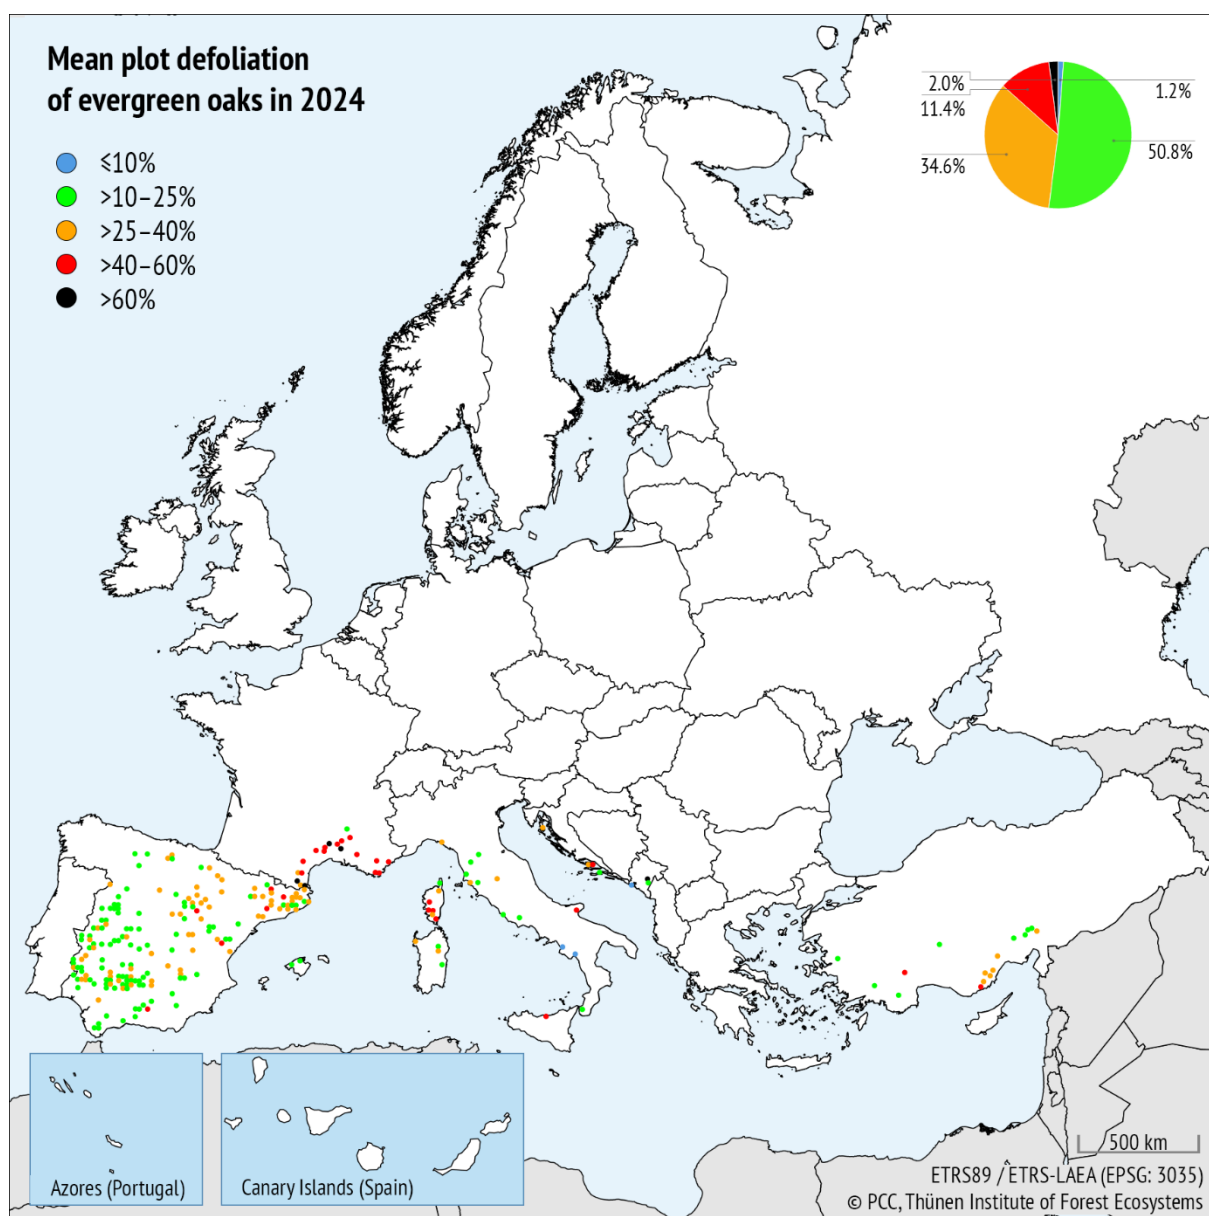 Mean plot defoliation
of evergreen oaks in 2024
≤10%
>10–25%
>25–40%
>40–60%
>60%
2.0%
1.2%
11.4%
50.8%
34.6%
Azores (Portugal)
Canary Islands (Spain)
500 km
ETRS89 / ETRS-LAEA (EPSG: 3035)
© PCC, Thünen Institute of Forest Ecosystems